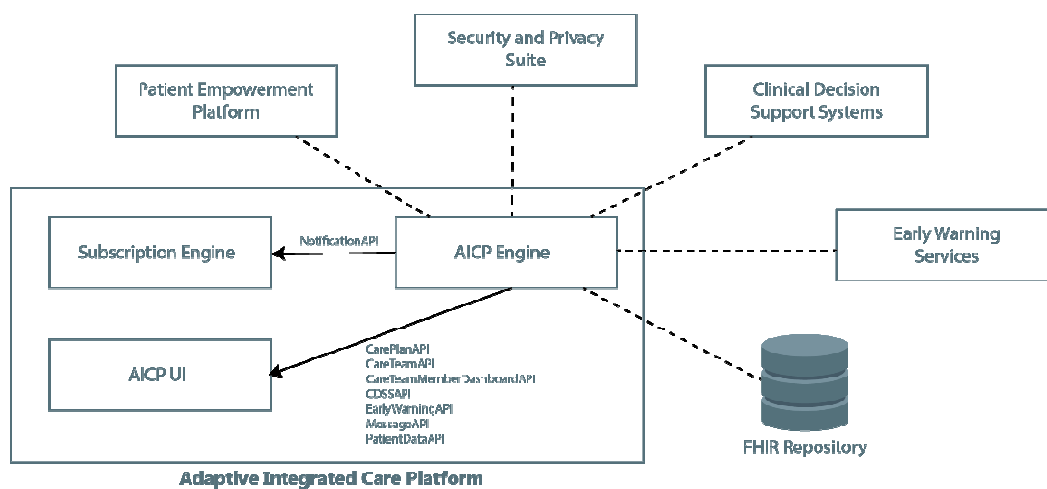 Security and Privacy
Suite
Patient Empowerment
Platform
Clinical Decision
Support Systems
Subscription Engine
NotificationAPI
AICP Engine
Early Warning
Services
AICP UI
CarePlanAPI
CareTeamAPI
CareTeamMemberDashboardAPI
CDSSAPI
EarlyWarningAPI
MessageAPI
PatientDataAPI
FHIR Repository
Adaptive Integrated Care Platform